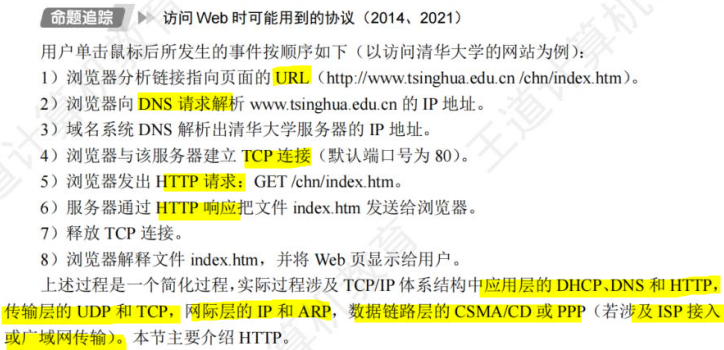 命题追踪 访问 Web 时可能用到的协议（2014、2021）
用户单击鼠标后所发生的事件按顺序如下（以访问清华大学的网站为例）：
1）浏览器分析链接指向页面的 URL（http://www.tsinghua.edu.cn /chn/index.htm）。
2）浏览器向 DNS 请求解析 www.tsinghua.edu.cn 的 IP 地址。
3）域名系统 DNS 解析出清华大学服务器的 IP 地址。
4）浏览器与该服务器建立 TCP 连接（默认端口号为 80）。
5）浏览器发出 HTTP 请求：GET /chn/index.htm。
6）服务器通过 HTTP 响应把文件 index.htm 发送给浏览器。
7）释放 TCP 连接。
8）浏览器解释文件 index.htm，并将 Web 页显示给用户。
上述过程是一个简化过程，实际过程涉及 TCP/IP 体系结构中应用层的 DHCP、DNS 和 HTTP，
传输层的 UDP 和 TCP，网际层的 IP 和 ARP，数据链路层的 CSMA/CD 或 PPP（若涉及 ISP 接入
或广域网传输）。本节主要介绍 HTTP。